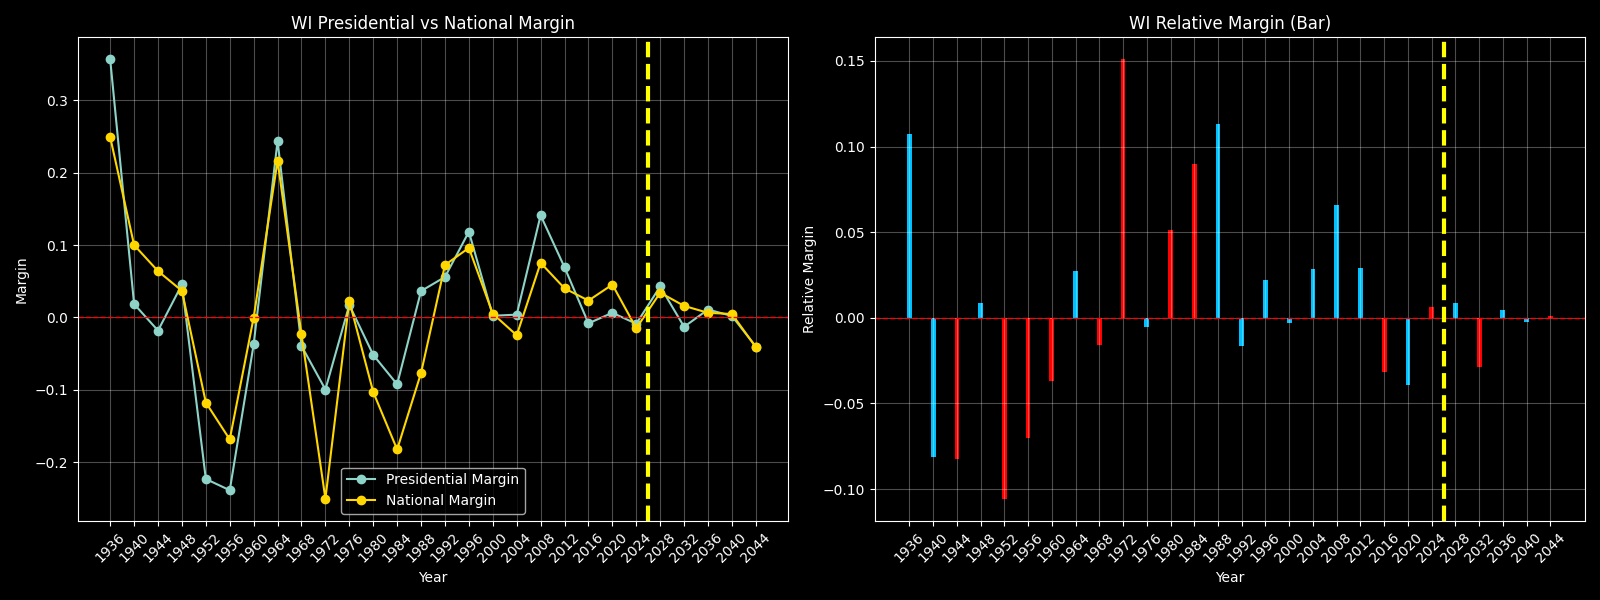 WI Presidential vs National Margin
Margin
0.3
0.2
0.1
0.0
−0.1
−0.2
Presidential Margin
National Margin
1936 1940 1944 1948 1952 1956 1960 1964 1968 1972 1976 1980 1984 1988 1992 1996 2000 2004 2008 2012 2016 2020 2024 2028 2032 2036 2040 2044
Year
WI Relative Margin (Bar)
Relative Margin
0.15
0.10
0.05
0.00
−0.05
−0.10
1936 1940 1944 1948 1952 1956 1960 1964 1968 1972 1976 1980 1984 1988 1992 1996 2000 2004 2008 2012 2016 2020 2024 2028 2032 2036 2040 2044
Year